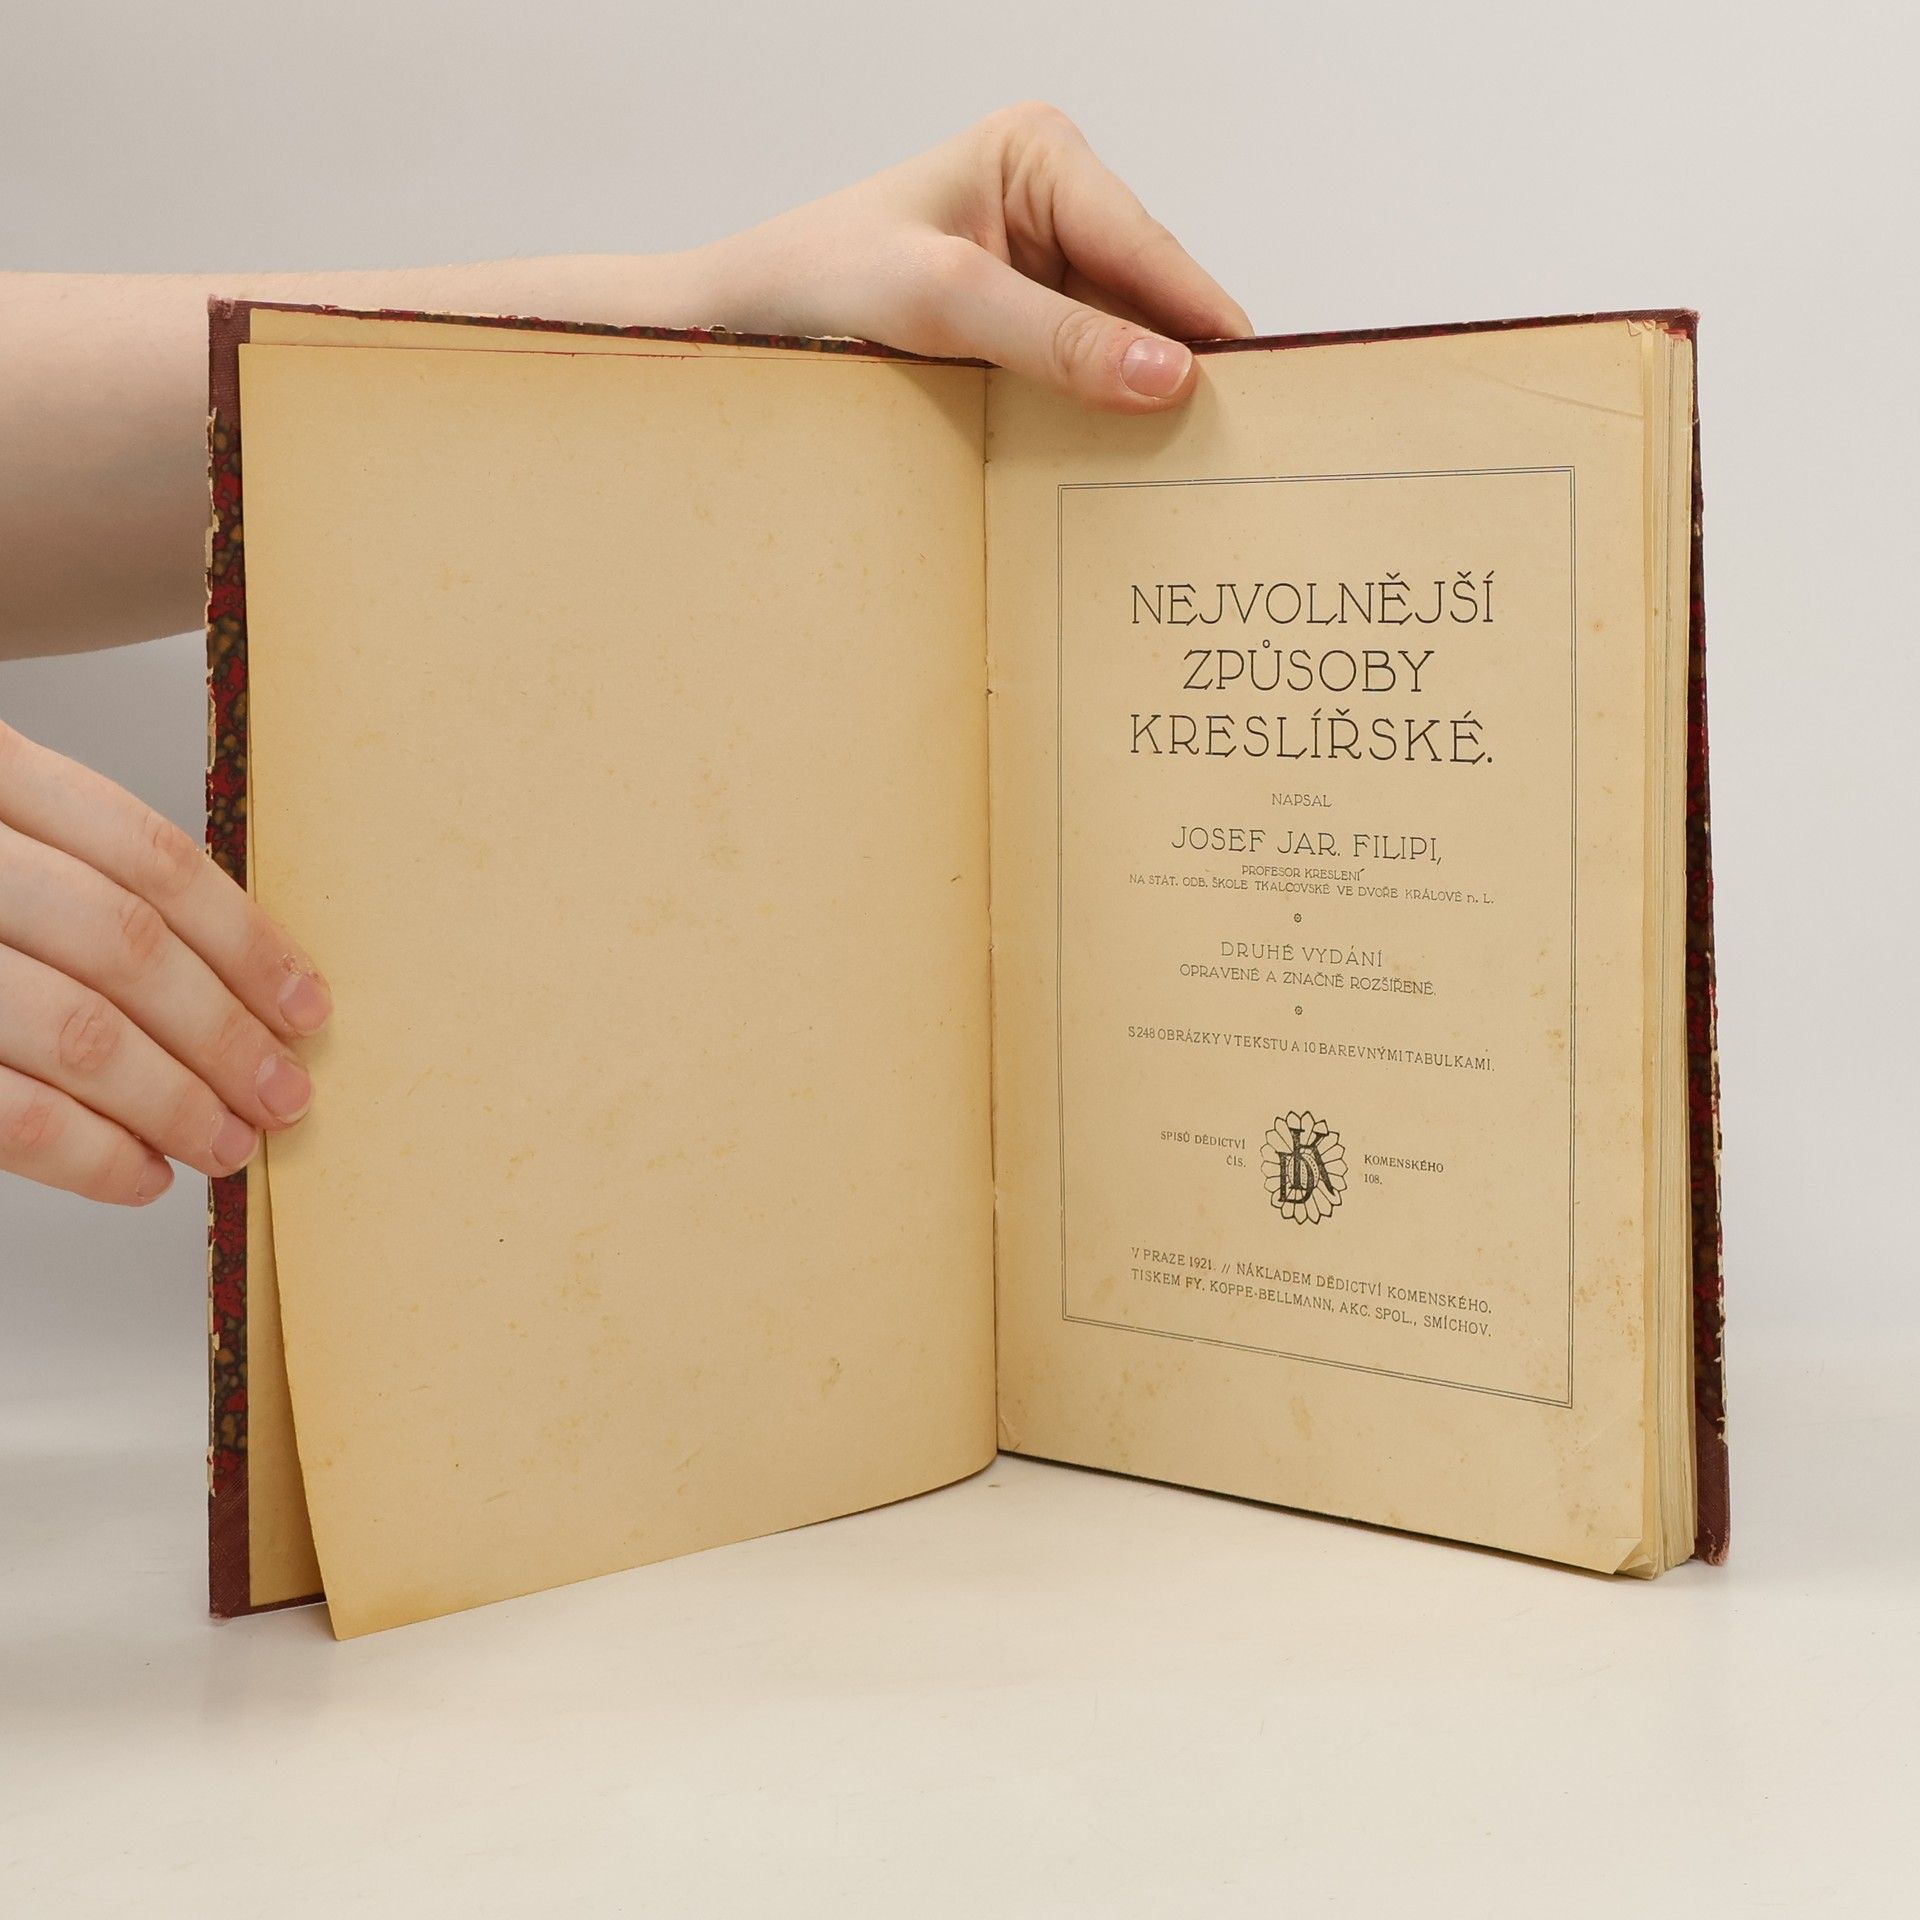 NEJVOLNĚJŠÍ
ZPŮSOBY
KRESLÍŘSKÉ.
NAPSAL
JOSEF JAR. FILIPI,
PROFESOR KRESLENÍ
NA STÁT. ODB. ŠKOLE TKALCOVSKÉ VE DVOŘE KRÁLOVÉ n. L.
DRUHÉ VYDÁNÍ
OPRAVENÉ A ZNAČNĚ ROZŠÍŘENÉ.
S 248 OBRÁZKY V TEKSTU A 10 BAREVNÝMI TABULKAMI.
SPISŮ DĚDICTVÍ
ČÍS.
DK
KOMENSKÉHO
108.
V PRAZE 1921. // NÁKLADEM DĚDICTVÍ KOMENSKÉHO.
TISKEM FY. KOPPE-BELLMANN, AKC. SPOL., SMÍCHOV.